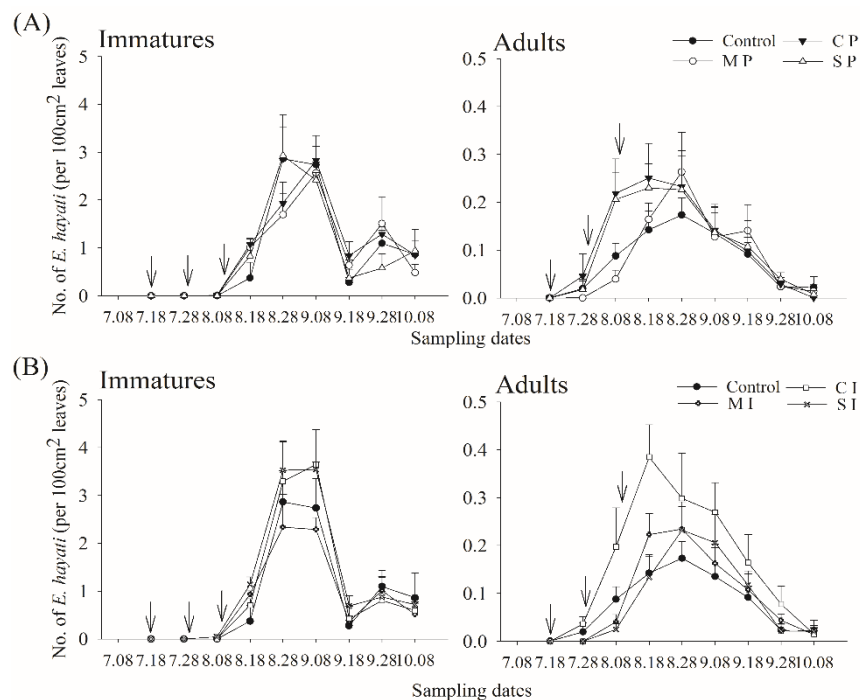 (A)
Immatures
Adults
Control
C P
M P
S P
No. of E. hayati (per 100cm² leaves)
5
4
3
2
1
0
0.5
0.4
0.3
0.2
0.1
0.0
7.08 7.18 7.28 8.08 8.18 8.28 9.08 9.18 9.28 10.08
7.08 7.18 7.28 8.08 8.18 8.28 9.08 9.18 9.28 10.08
Sampling dates
(B)
Immatures
Adults
Control
C I
M I
S I
No. of E. hayati (per 100cm² leaves)
5
4
3
2
1
0
0.5
0.4
0.3
0.2
0.1
0.0
7.08 7.18 7.28 8.08 8.18 8.28 9.08 9.18 9.28 10.08
7.08 7.18 7.28 8.08 8.18 8.28 9.08 9.18 9.28 10.08
Sampling dates
Sampling dates